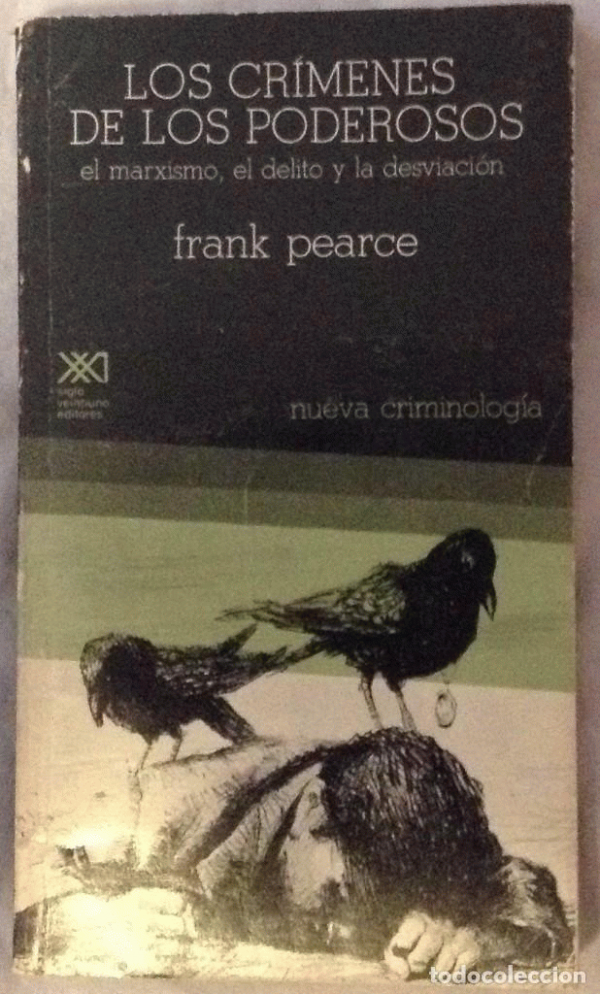 LOS CRÍMENES
DE LOS PODEROSOS
el marxismo, el delito y la desviación
frank pearce
siglo
veintiuno
editores
nueva criminología
todocoleccion